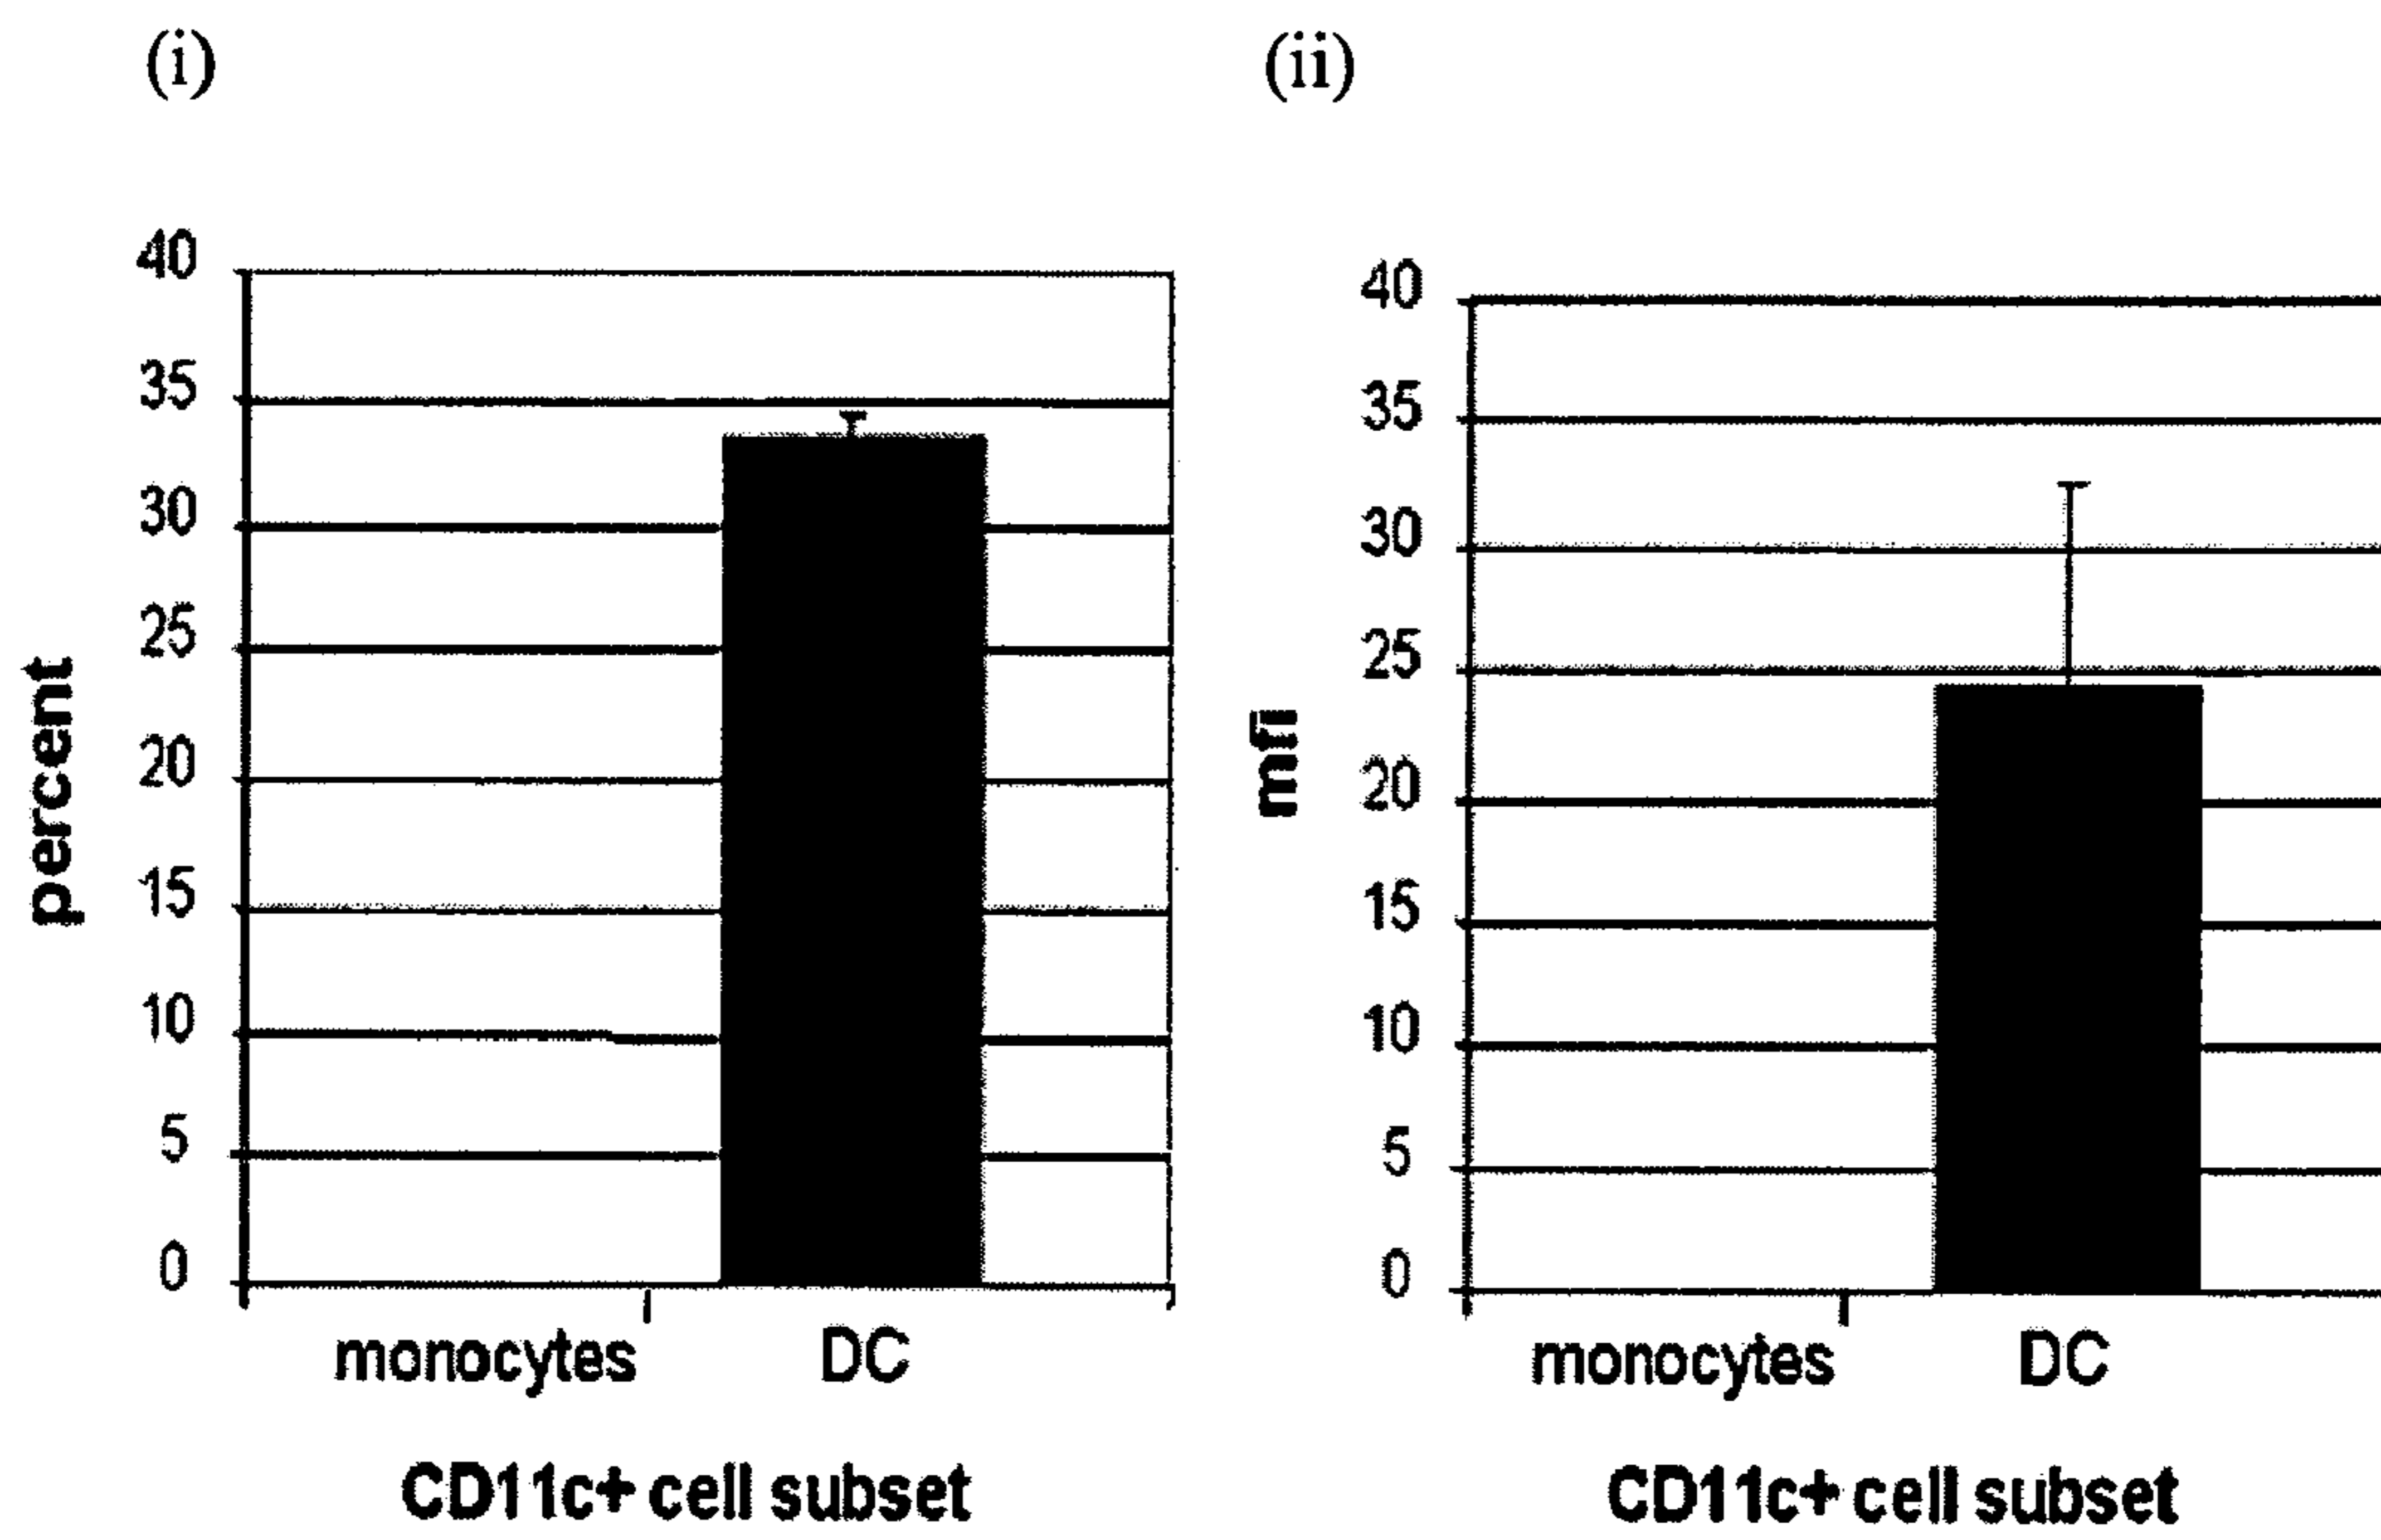 (i)
40
35
30
25
20
15
10
5
0
percent
monocytes DC
CD11c+ cell subset
(ii)
40
35
30
25
20
15
10
5
0
mfi
monocytes DC
CD11c+ cell subset